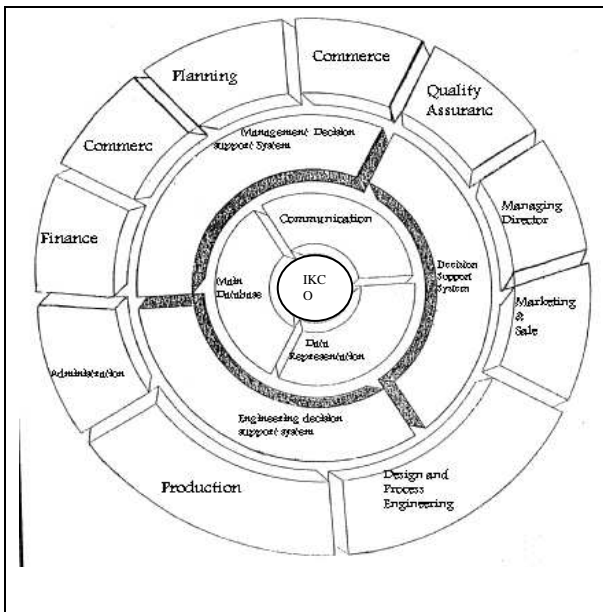 Commerce
Planning
Quality
Assuranc
Commerc
Management Decision
support System
Managing
Director
Communication
Finance
Main
Database
IKC
O
Decision
Support
System
Marketing
&
Sale
Data
Representation
Administration
Engineering decision
support system
Production
Design and
Process
Engineering